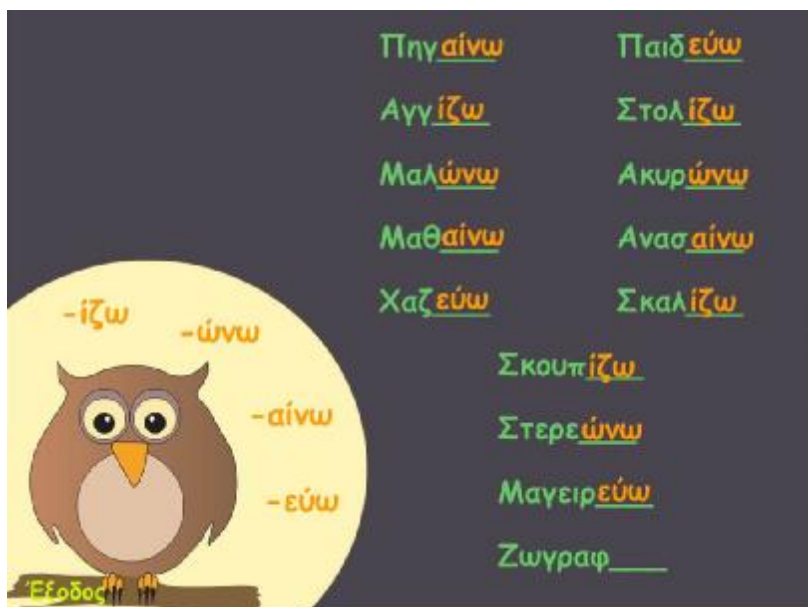 Πηγαίνω
Παιδεύω
Αγγίζω
Στολίζω
Μαλώνω
Ακυρώνω
Μαθαίνω
Ανασαίνω
Χαζεύω
Σκαλίζω
Σκουπίζω
Στερεώνω
Μαγειρεύω
Ζωγραφ___
-ίζω
-ώνω
-αίνω
-εύω
Έξοδος